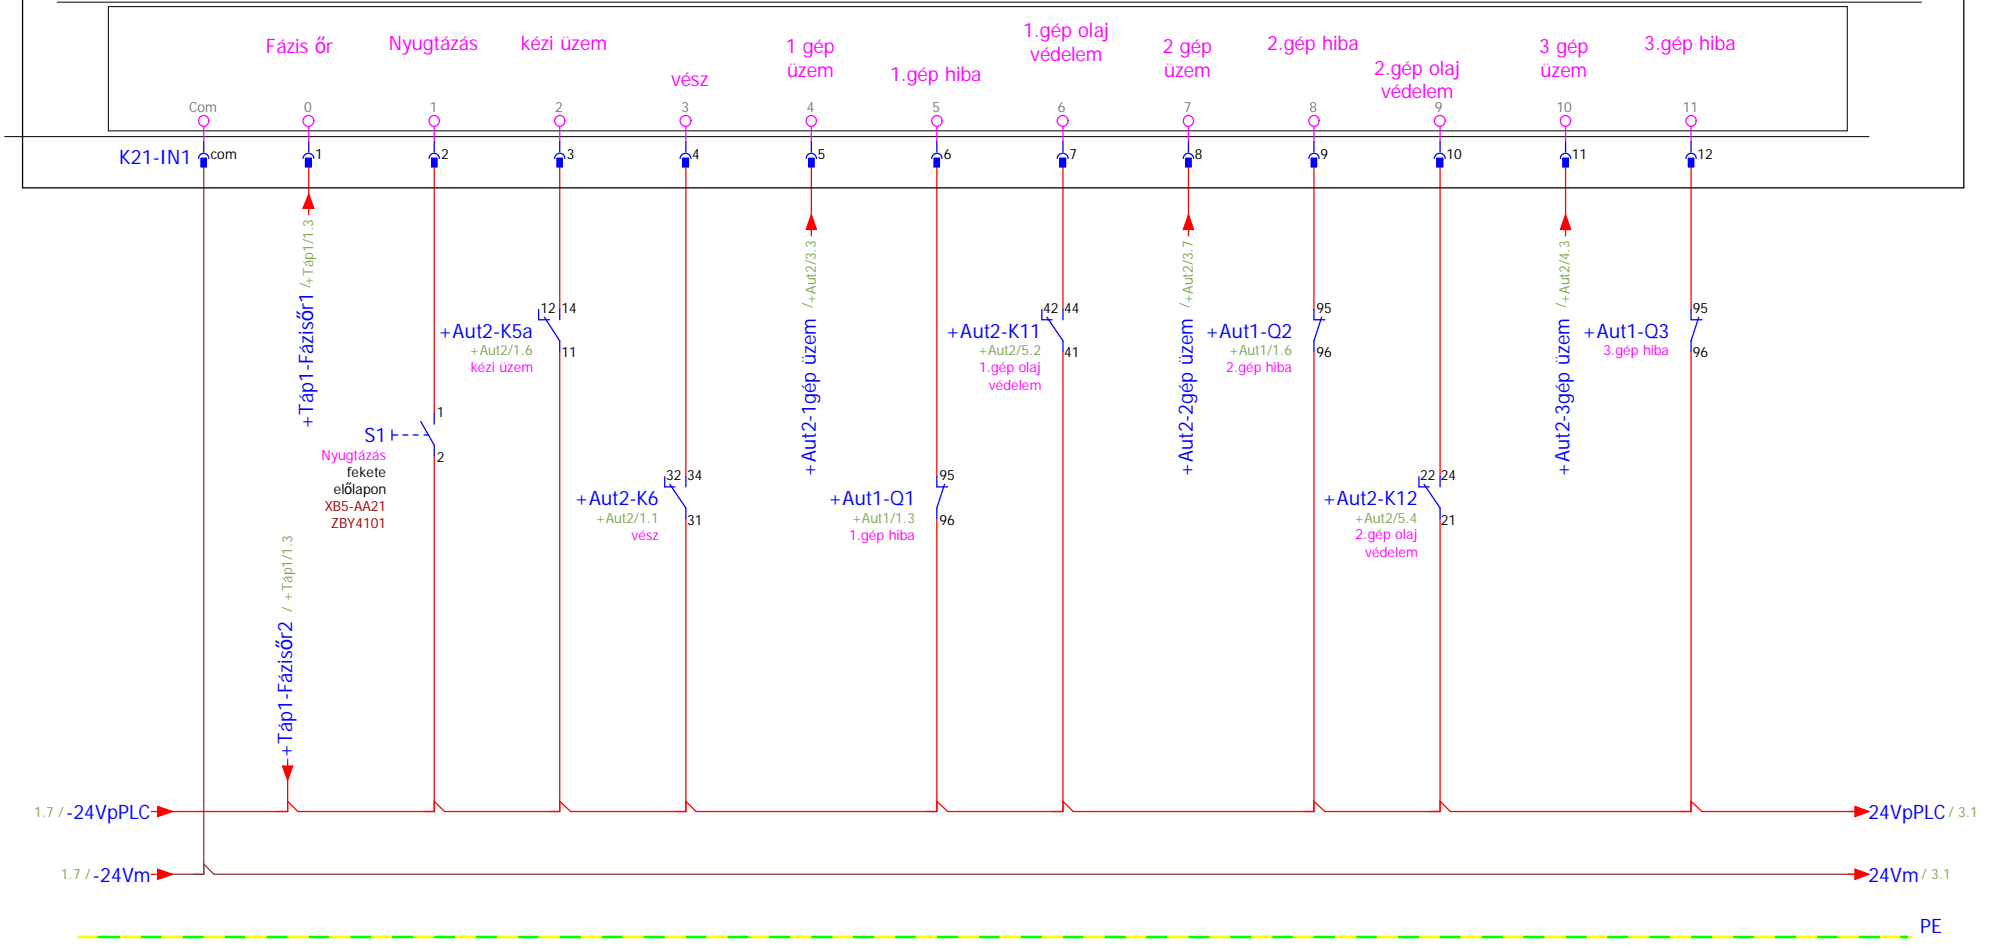 Fázis őr
Nyugtázás
kézi üzem
vész
1 gép
üzem
1.gép hiba
1.gép olaj
védelem
2 gép
üzem
2.gép hiba
2.gép olaj
védelem
3 gép
üzem
3.gép hiba
Com 0 1 2 3 4 5 6 7 8 9 10 11
K21-IN1 com 1 2 3 4 5 6 7 8 9 10 11 12
+Táp1-Fázisőr1 /+Táp1/1.3
+Táp1-Fázisőr2 / +Táp1/1.3
S1
1
2
Nyugtázás
fekete
előlapon
XB5-AA21
ZBY4101
12 14
+Aut2-K5a
+Aut2/1.6
11
kézi üzem
32 34
+Aut2-K6
+Aut2/1.1
31
vész
+Aut2-1gép üzem /+Aut2/3.3
95
+Aut1-Q1
+Aut1/1.3
96
1.gép hiba
42 44
+Aut2-K11
+Aut2/5.2
41
1.gép olaj
védelem
+Aut2-2gép üzem /+Aut2/3.7
95
+Aut1-Q2
+Aut1/1.6
96
2.gép hiba
22 24
+Aut2-K12
+Aut2/5.4
21
2.gép olaj
védelem
+Aut2-3gép üzem /+Aut2/4.3
95
+Aut1-Q3
3.gép hiba
96
1.7 / -24VpPLC
24VpPLC / 3.1
1.7 / -24Vm
24Vm / 3.1
PE